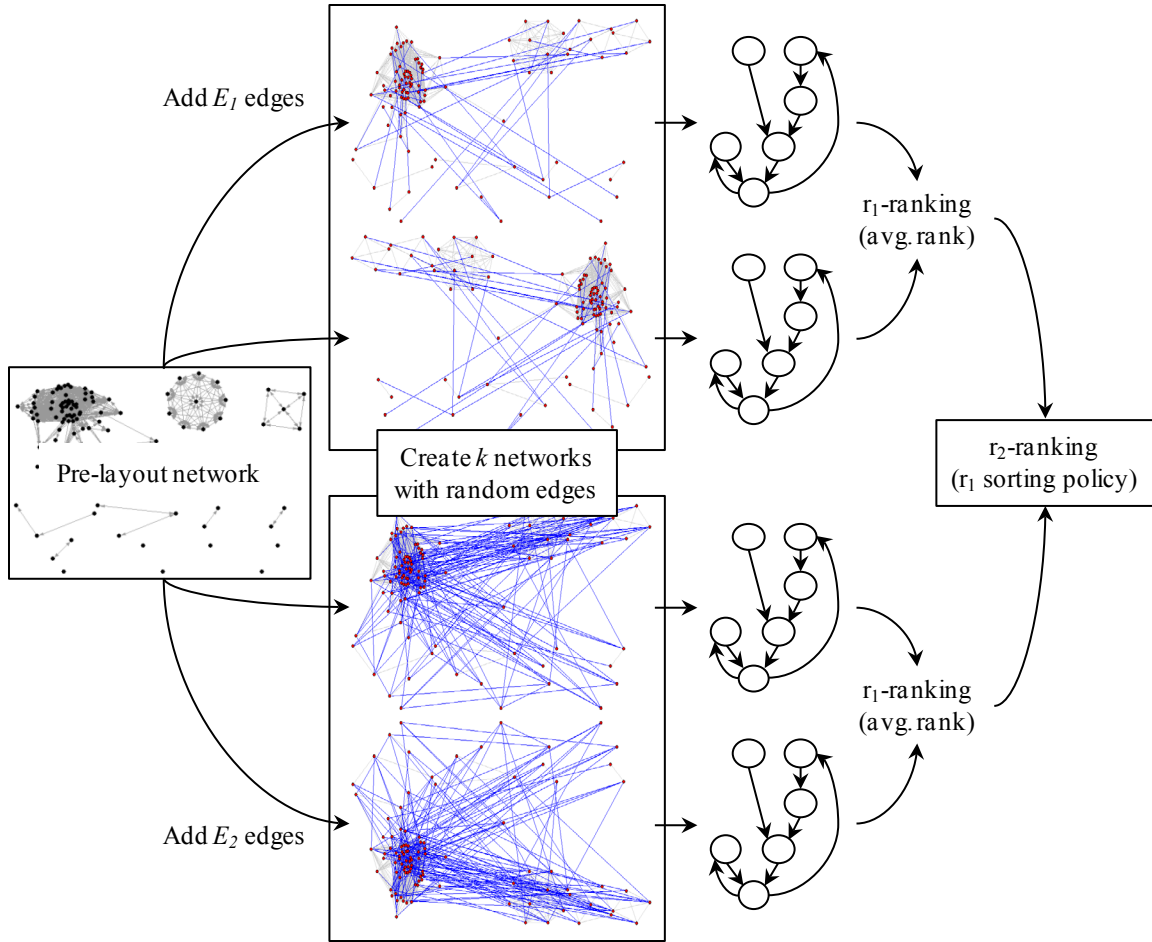 Add E1 edges
r1-ranking
(avg. rank)
Pre-layout network
Create k networks
with random edges
r2-ranking
(r1 sorting policy)
r1-ranking
(avg. rank)
Add E2 edges